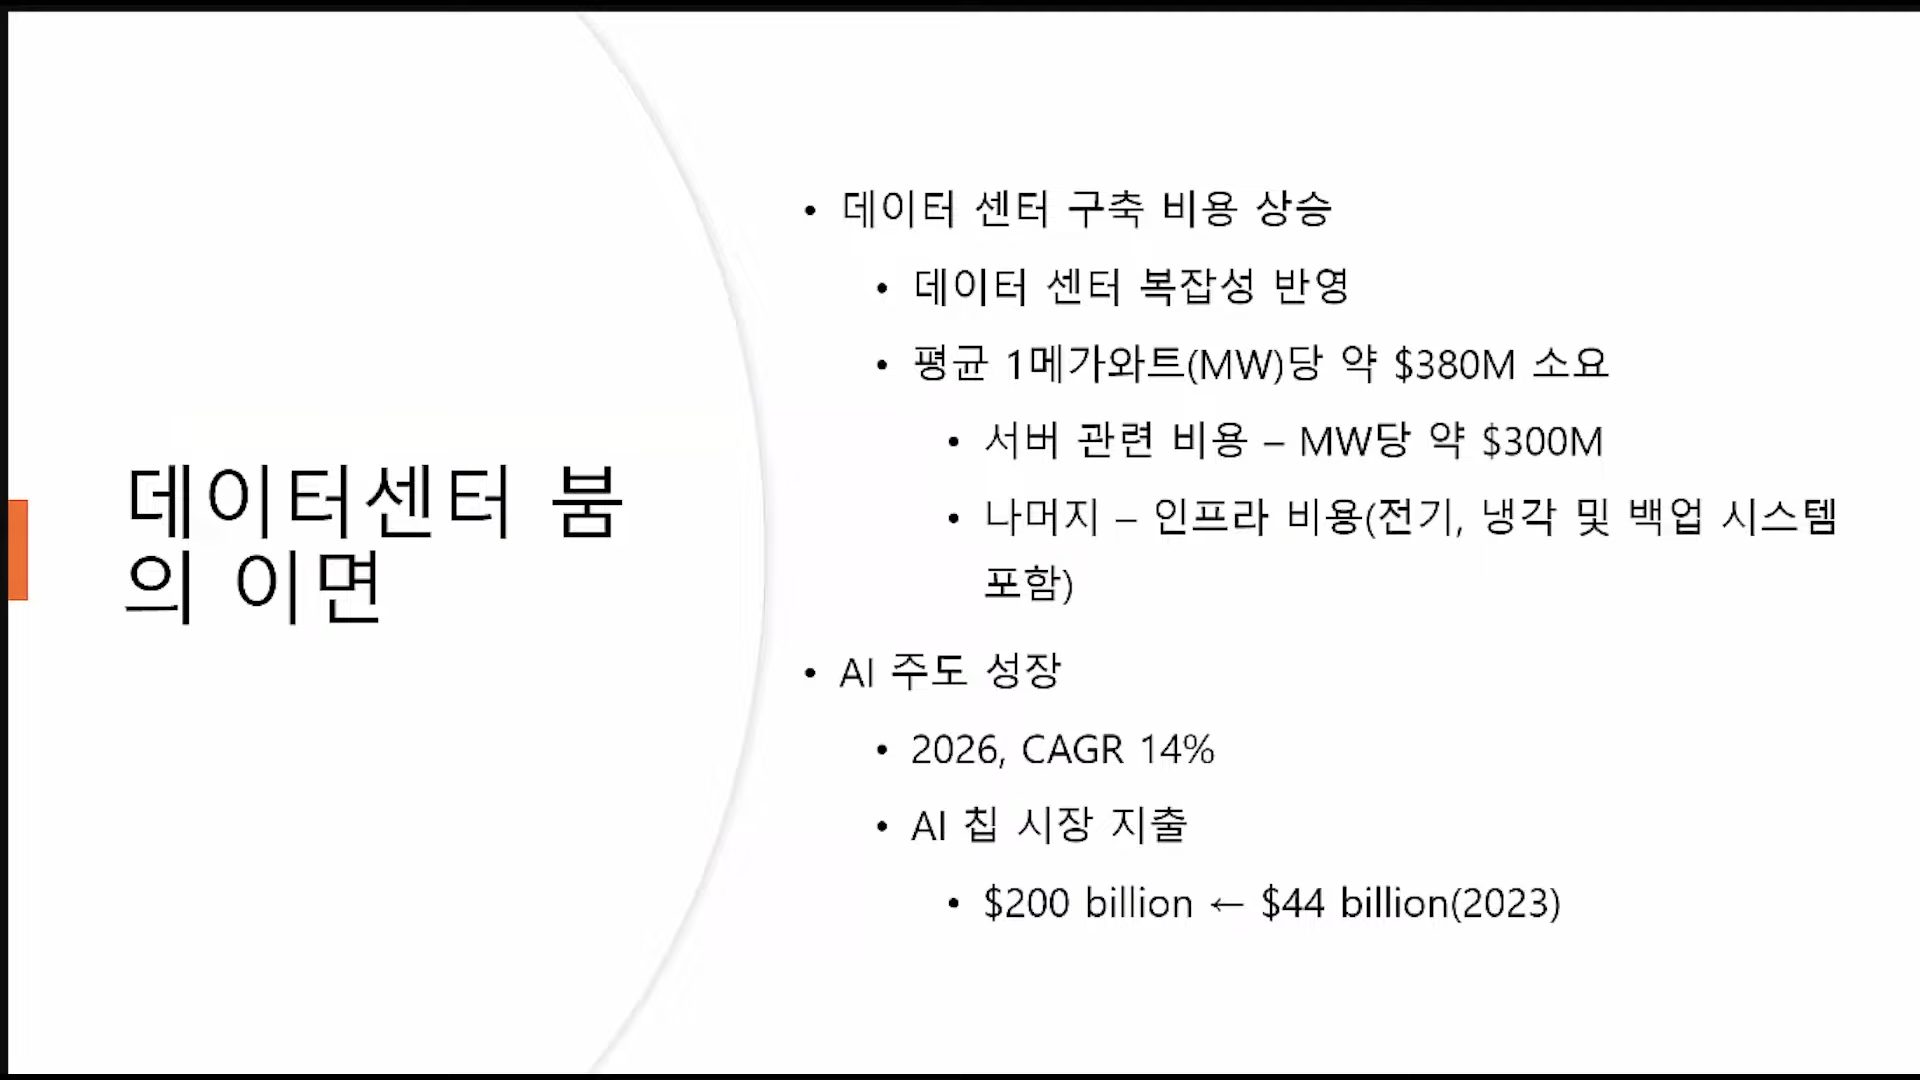 데이터센터 붐
의 이면
• 데이터 센터 구축 비용 상승
• 데이터 센터 복잡성 반영
• 평균 1메가와트(MW)당 약 $380M 소요
• 서버 관련 비용 – MW당 약 $300M
• 나머지 – 인프라 비용(전기, 냉각 및 백업 시스템
포함)
• AI 주도 성장
• 2026, CAGR 14%
• AI 칩 시장 지출
• $200 billion ← $44 billion(2023)